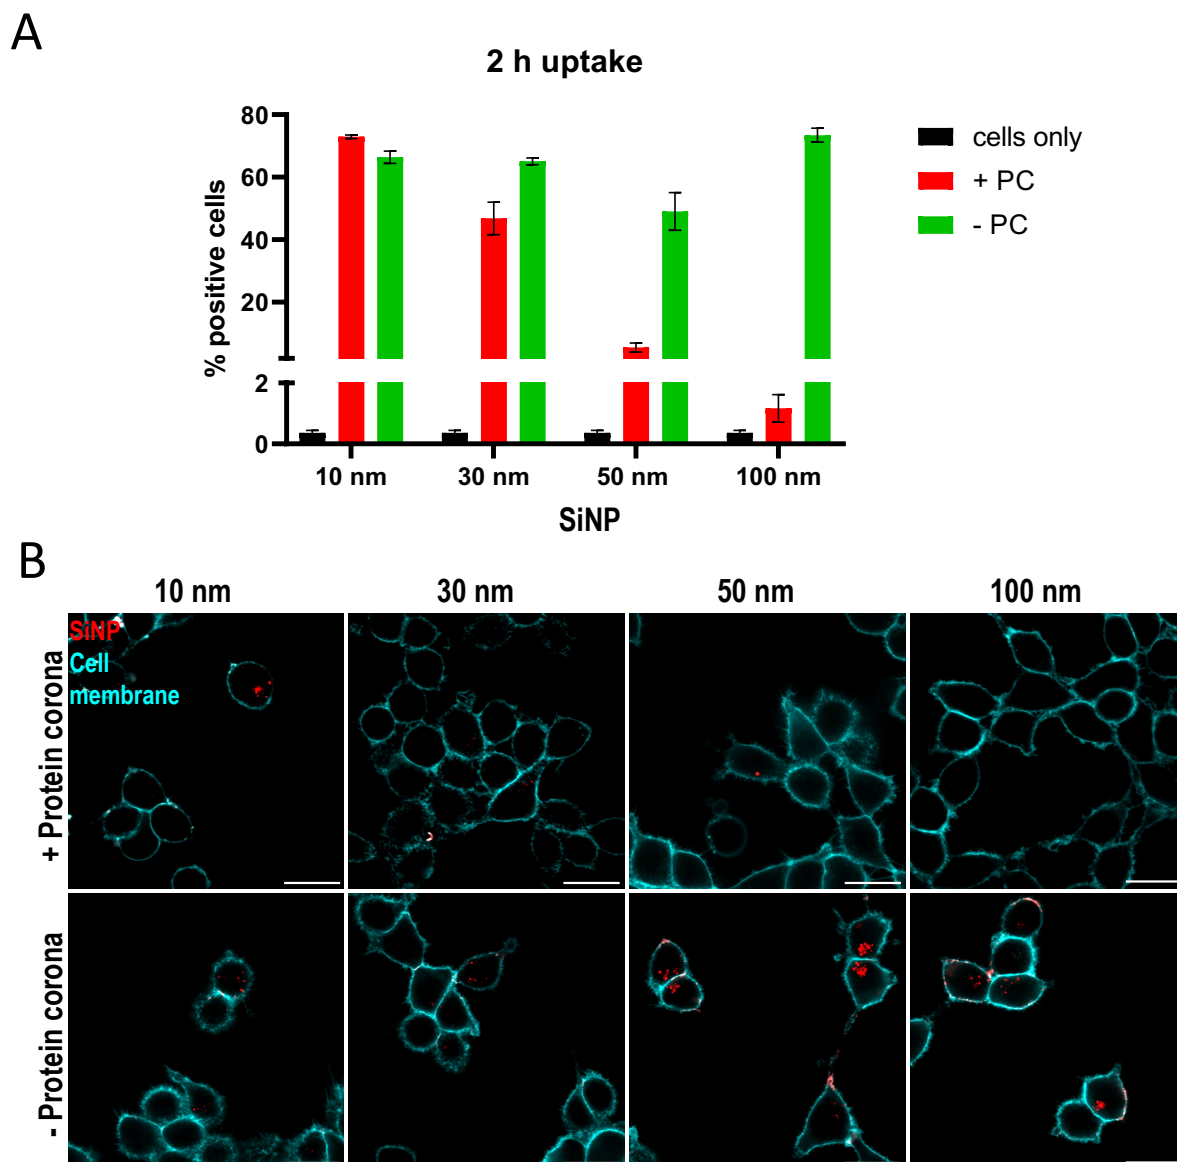 A
2 h uptake
80
60
40
20
2
0
% positive cells
cells only
+ PC
- PC
10 nm
30 nm
50 nm
100 nm
SiNP
B
10 nm
30 nm
50 nm
100 nm
+ Protein corona
SiNP
Cell
membrane
- Protein corona